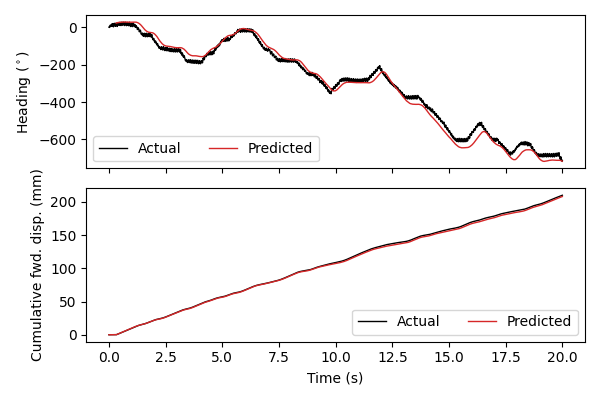 Heading (°)
0
−200
−400
−600
Actual
Predicted
Cumulative fwd. disp. (mm)
200
150
100
50
0
Actual
Predicted
0.0 2.5 5.0 7.5 10.0 12.5 15.0 17.5 20.0
Time (s)